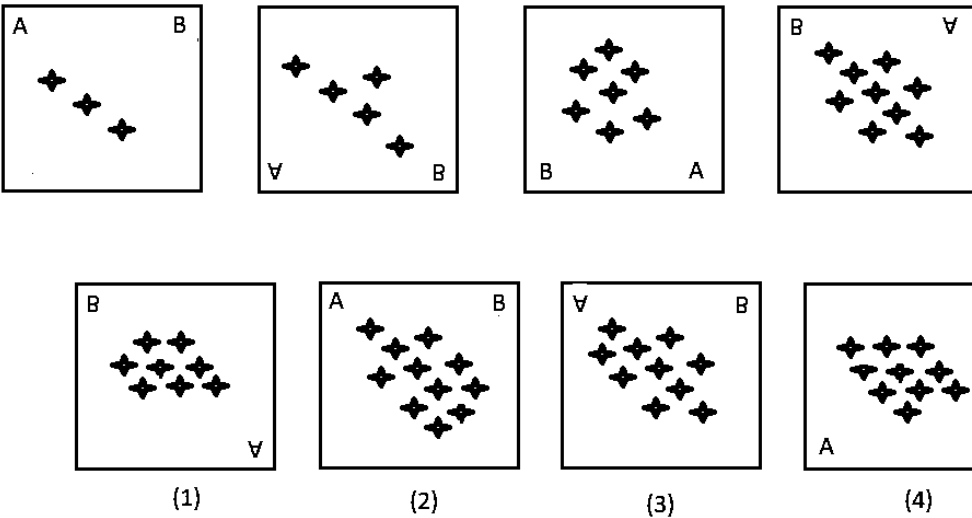 A B
∀ B
B A
B ∀
B
∀
A B
∀ B
A
(1) (2) (3) (4)